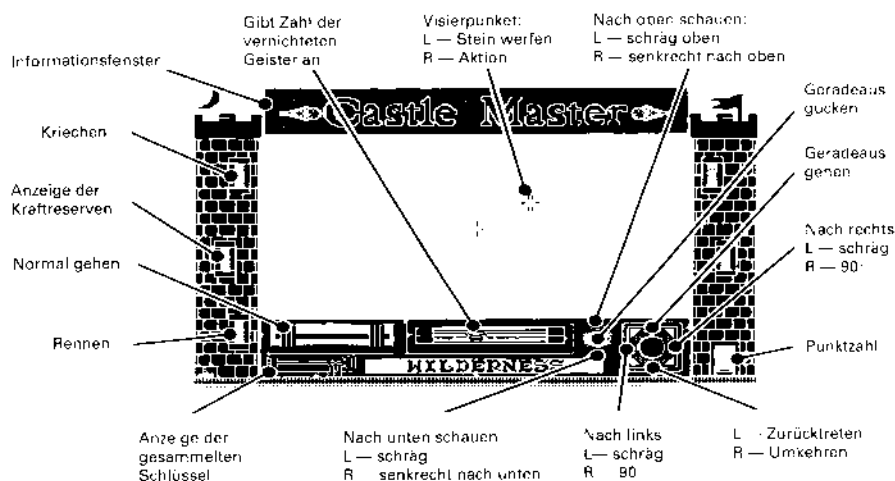 Gibt Zahl der
vernichteten
Geister an
Visierpunket:
L — Stein werfen
R — Aktion
Nach oben schauen:
L — schräg oben
R — senkrecht nach oben
Informationsfenster
Geradeaus
gucken
Castle Master
Kriechen
Geradeaus
gehen
Anzeige der
Kraftreserven
Nach rechts
L — schräg
R — 90°
Normal gehen
Rennen
Punktzahl
WILDERNESS
Anzeige der
gesammelten
Schlüssel
Nach unten schauen
L — schräg
R senkrecht nach unten
Nach links
L — schräg
R 90
L — Zurücktreten
R — Umkehren